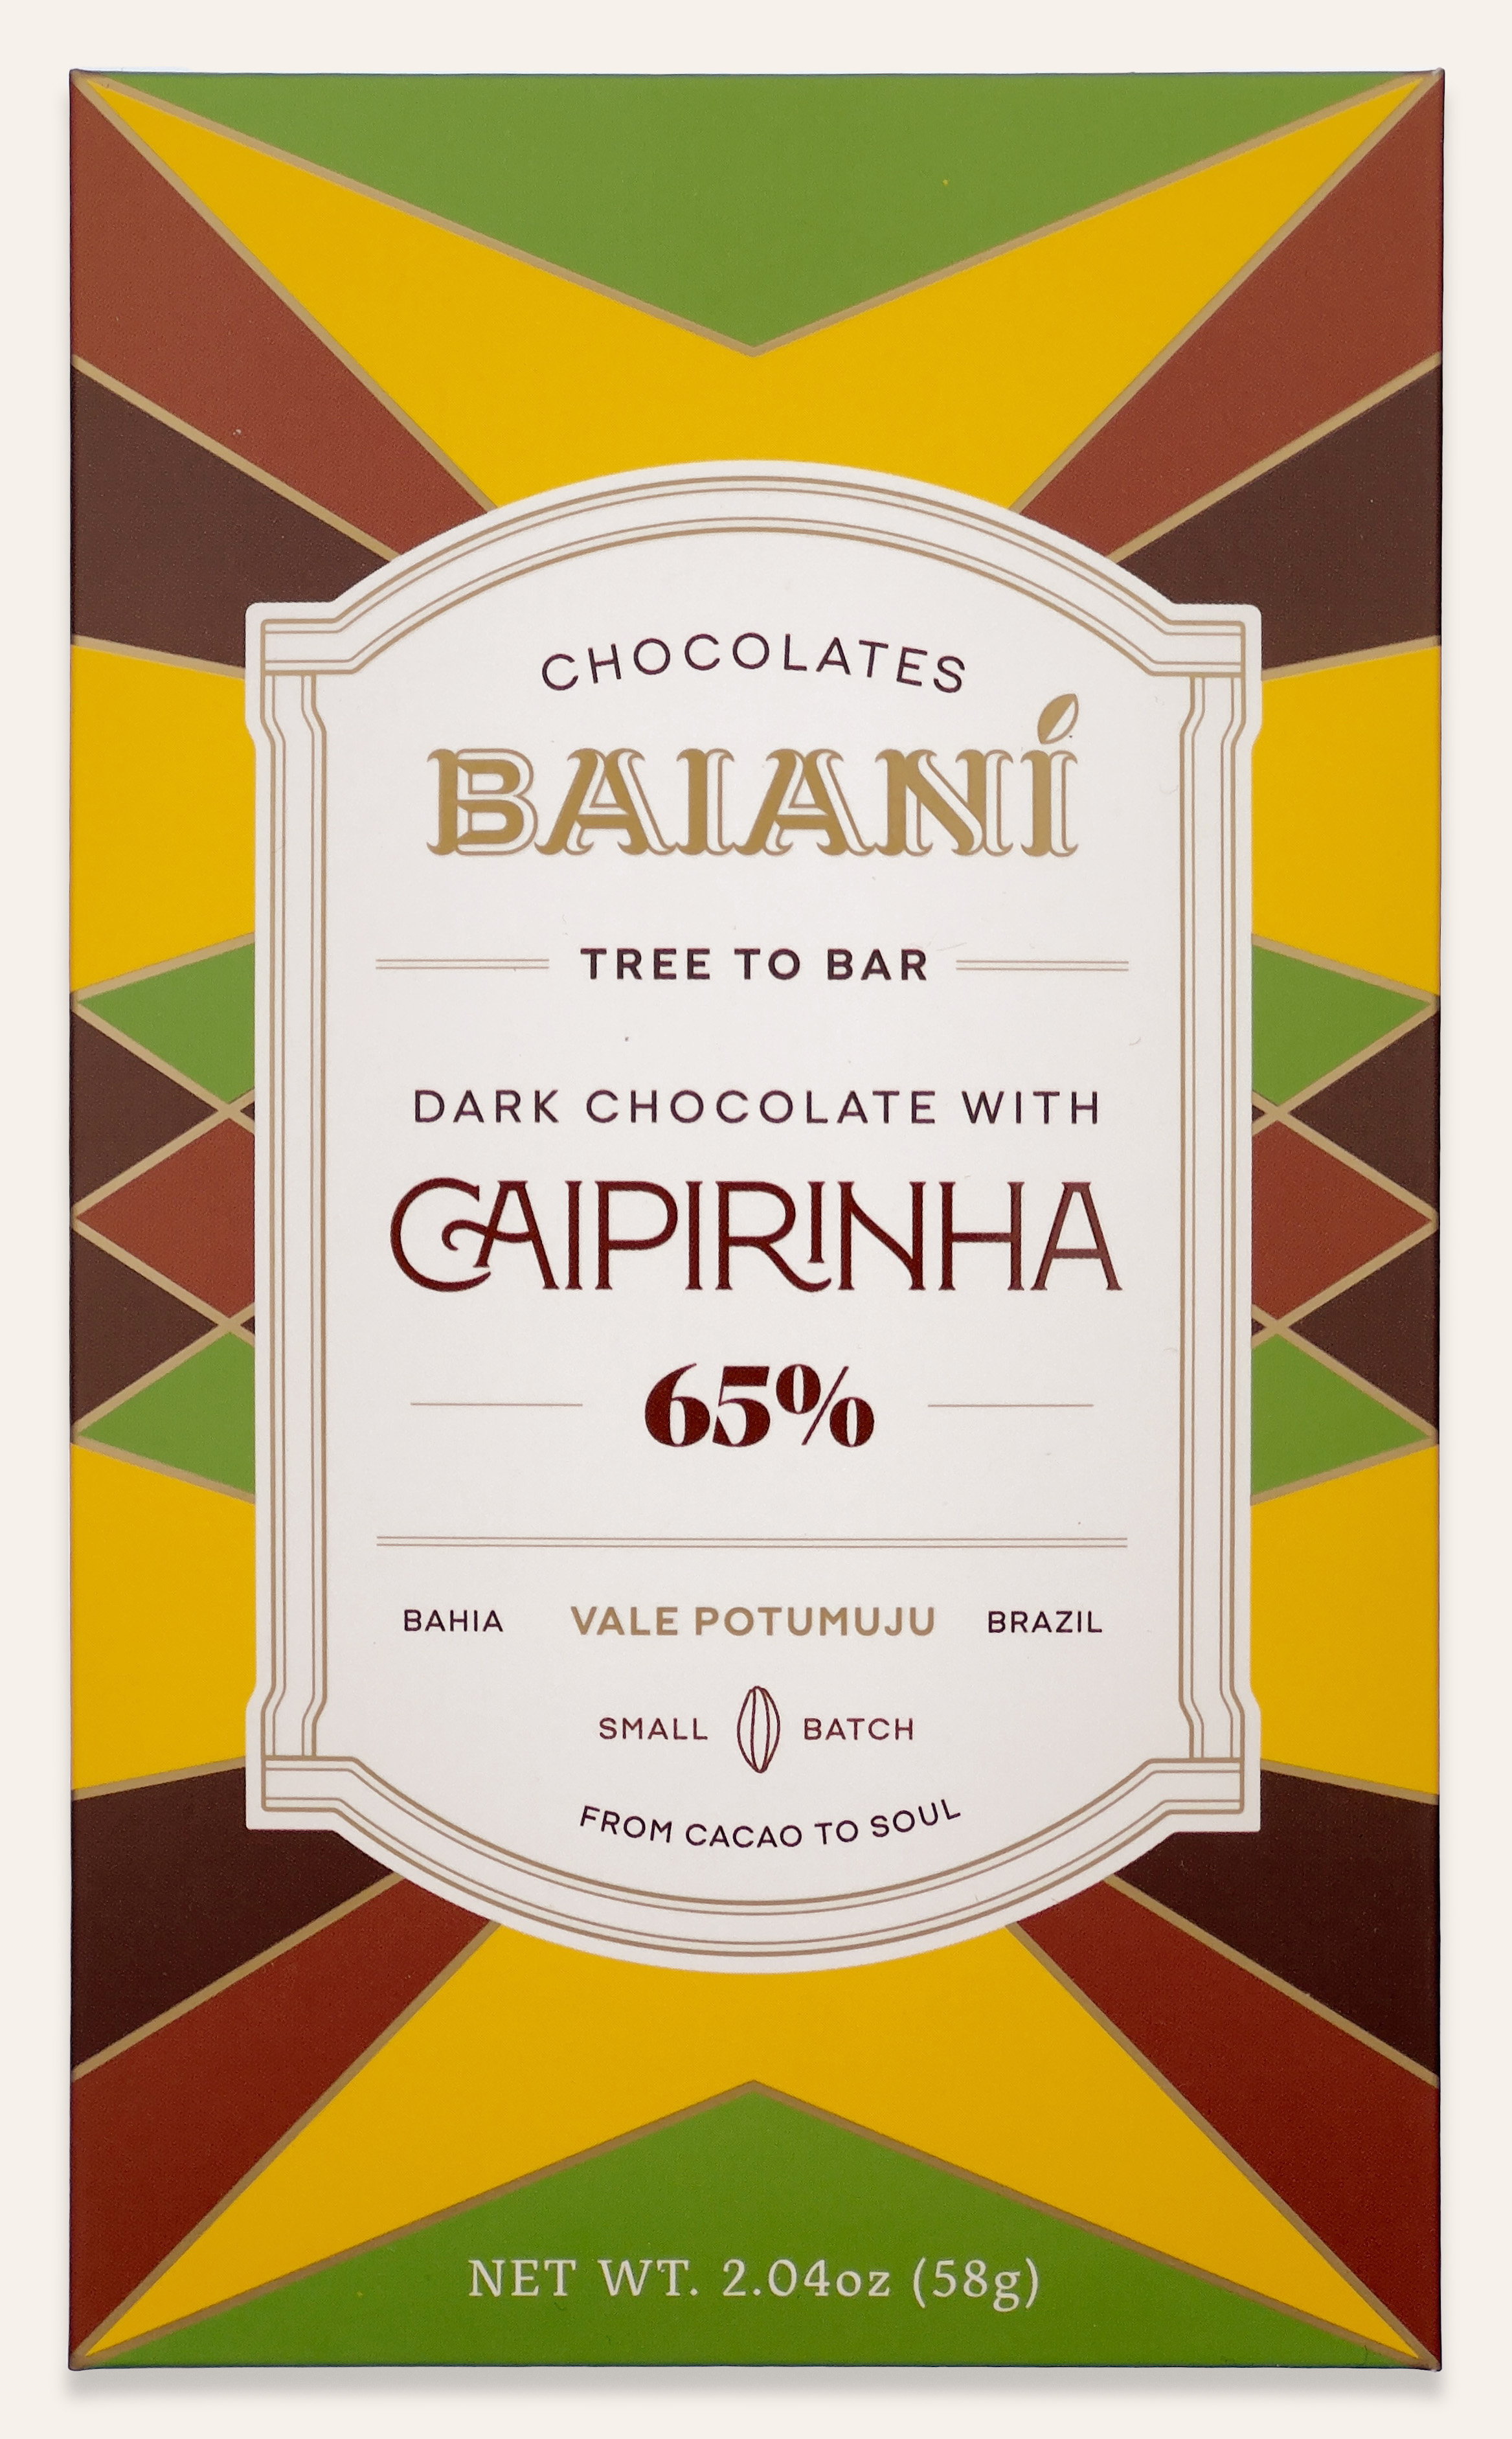 CHOCOLATES
BAIANÍ
TREE TO BAR
DARK CHOCOLATE WITH
CAIPIRINHA
65%
BAHIA VALE POTUMUJU BRAZIL
SMALL BATCH
FROM CACAO TO SOUL
NET WT. 2.04oz (58g)